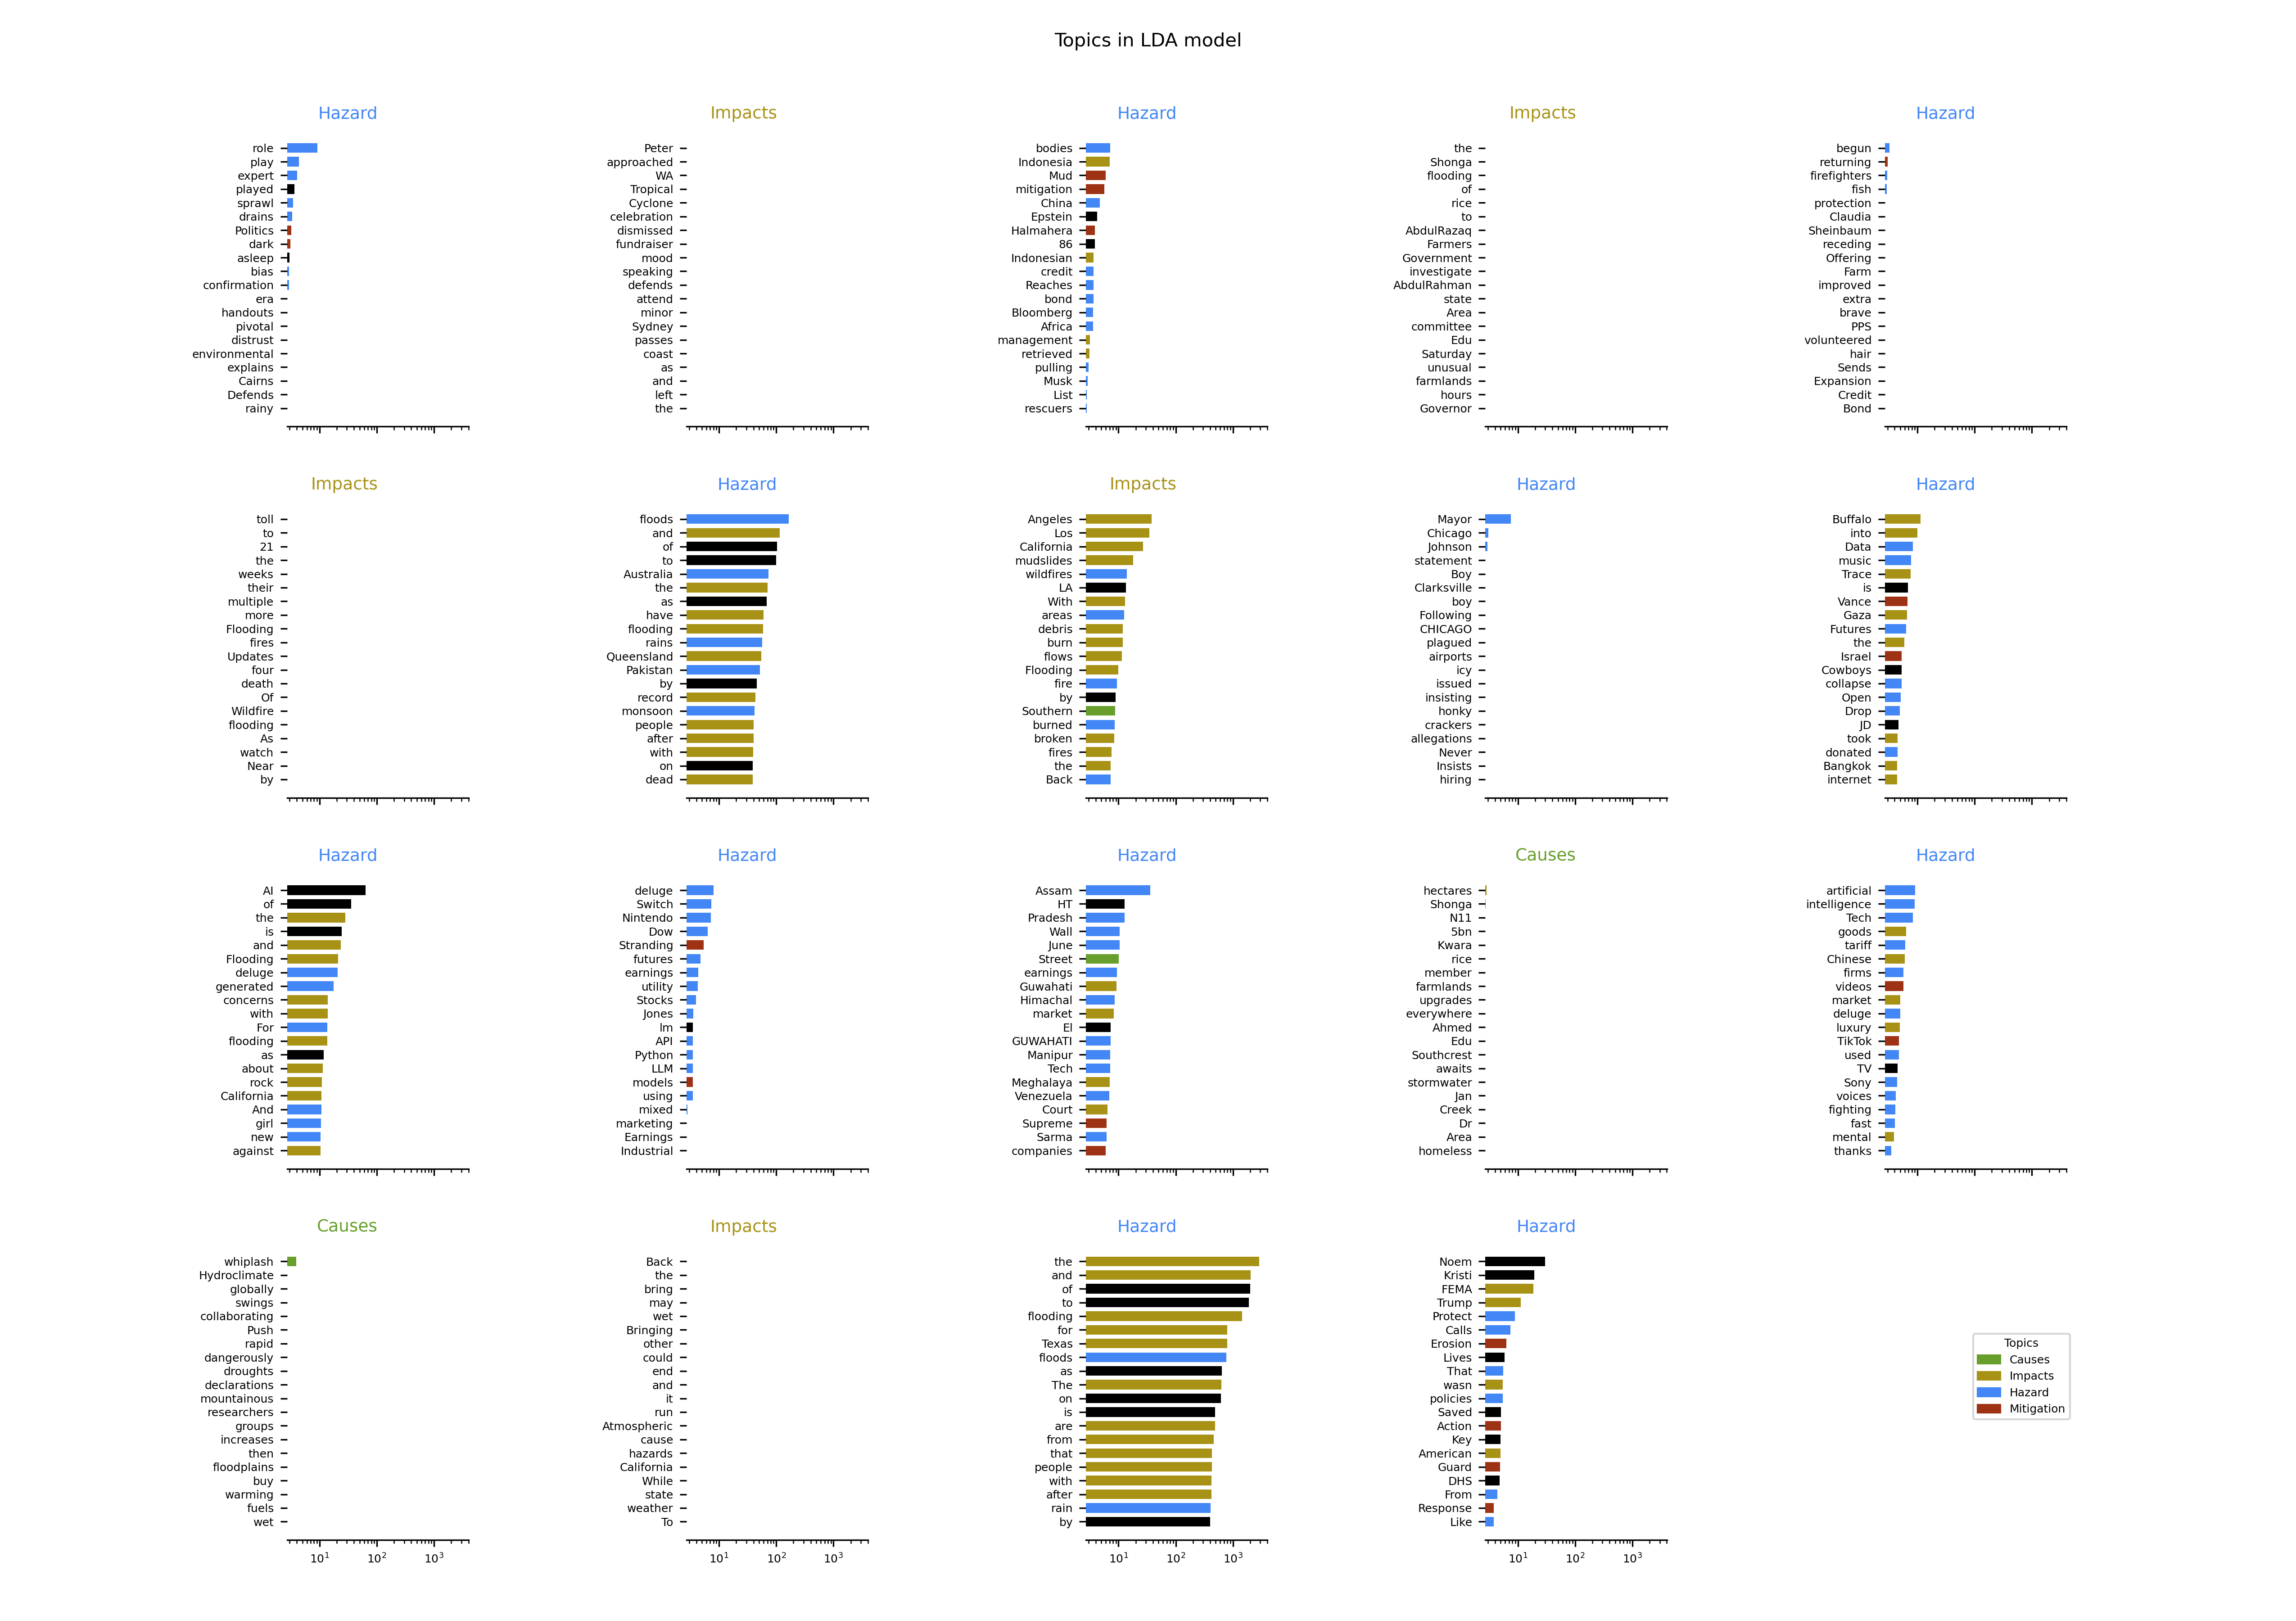 Topics in LDA model
Hazard
role
play
expert
played
sprawl
drains
Politics
dark
asleep
bias
confirmation
era
handouts
pivotal
distrust
environmental
explains
Cairns
Defends
rainy
Impacts
Peter
approached
WA
Tropical
Cyclone
celebration
dismissed
fundraiser
mood
speaking
defends
attend
minor
Sydney
passes
coast
as
and
left
the
Hazard
bodies
Indonesia
Mud
mitigation
China
Epstein
Halmahera
86
Indonesian
credit
Reaches
bond
Bloomberg
Africa
management
retrieved
pulling
Musk
List
rescuers
Impacts
the
Shonga
flooding
of
rice
to
AbdulRazaq
Farmers
Government
investigate
AbdulRahman
state
Area
committee
Edu
Saturday
unusual
farmlands
hours
Governor
Hazard
begun
returning
firefighters
fish
protection
Claudia
Sheinbaum
receding
Offering
Farm
improved
extra
brave
PPS
volunteered
hair
Sends
Expansion
Credit
Bond
Impacts
toll
to
21
the
weeks
their
multiple
more
Flooding
fires
Updates
four
death
Of
Wildfire
flooding
As
watch
Near
by
Hazard
floods
and
of
to
Australia
the
as
have
flooding
rains
Queensland
Pakistan
by
record
monsoon
people
after
with
on
dead
Impacts
Angeles
Los
California
mudslides
wildfires
LA
With
areas
debris
burn
flows
Flooding
fire
by
Southern
burned
broken
fires
the
Back
Hazard
Mayor
Chicago
Johnson
statement
Boy
Clarksville
boy
Following
CHICAGO
plagued
airports
icy
issued
insisting
honky
crackers
allegations
Never
Insists
hiring
Hazard
Buffalo
into
Data
music
Trace
is
Vance
Gaza
Futures
the
Israel
Cowboys
collapse
Open
Drop
JD
took
donated
Bangkok
internet
Hazard
AI
of
the
is
and
Flooding
deluge
generated
concerns
with
For
flooding
as
about
rock
California
And
girl
new
against
Hazard
deluge
Switch
Nintendo
Dow
Stranding
futures
earnings
utility
Stocks
Jones
Im
API
Python
LLM
models
using
mixed
marketing
Earnings
Industrial
Hazard
Assam
HT
Pradesh
Wall
June
Street
earnings
Guwahati
Himachal
market
El
GUWAHATI
Manipur
Tech
Meghalaya
Venezuela
Court
Supreme
Sarma
companies
Causes
hectares
Shonga
N11
5bn
Kwara
rice
member
farmlands
upgrades
everywhere
Ahmed
Edu
Southcrest
awaits
stormwater
Jan
Creek
Dr
Area
homeless
Hazard
artificial
intelligence
Tech
goods
tariff
Chinese
firms
videos
market
deluge
luxury
TikTok
used
TV
Sony
voices
fighting
fast
mental
thanks
Causes
whiplash
Hydroclimate
globally
swings
collaborating
Push
rapid
dangerously
droughts
declarations
mountainous
researchers
groups
increases
then
floodplains
buy
warming
fuels
wet
10¹ 10² 10³
Impacts
Back
the
bring
may
wet
Bringing
other
could
end
and
it
run
Atmospheric
cause
hazards
California
While
state
weather
To
10¹ 10² 10³
Hazard
the
and
of
to
flooding
for
Texas
floods
as
The
on
is
are
from
that
people
with
after
rain
by
10¹ 10² 10³
Hazard
Noem
Kristi
FEMA
Trump
Protect
Calls
Erosion
Lives
That
wasn
policies
Saved
Action
Key
American
Guard
DHS
From
Response
Like
10¹ 10² 10³
Topics
Causes
Impacts
Hazard
Mitigation